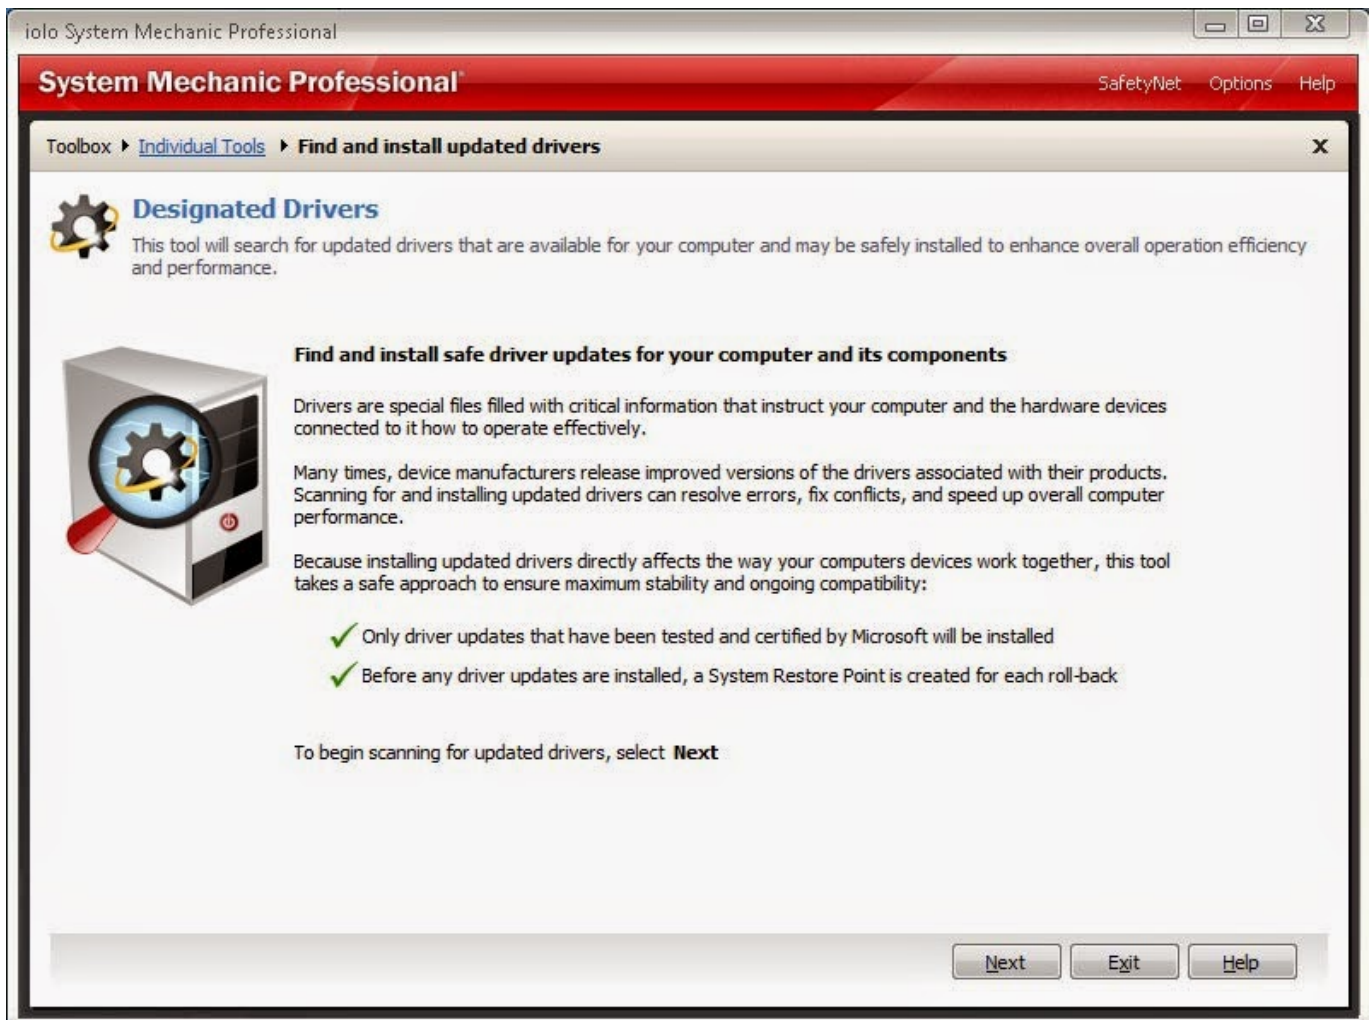 iolo System Mechanic Professional
System Mechanic Professional®
SafetyNet Options Help
Toolbox ▶ Individual Tools ▶ Find and install updated drivers X
Designated Drivers
This tool will search for updated drivers that are available for your computer and may be safely installed to enhance overall operation efficiency
and performance.
Find and install safe driver updates for your computer and its components
Drivers are special files filled with critical information that instruct your computer and the hardware devices
connected to it how to operate effectively.
Many times, device manufacturers release improved versions of the drivers associated with their products.
Scanning for and installing updated drivers can resolve errors, fix conflicts, and speed up overall computer
performance.
Because installing updated drivers directly affects the way your computers devices work together, this tool
takes a safe approach to ensure maximum stability and ongoing compatibility:
Only driver updates that have been tested and certified by Microsoft will be installed
Before any driver updates are installed, a System Restore Point is created for each roll-back
To begin scanning for updated drivers, select Next
Next Exit Help